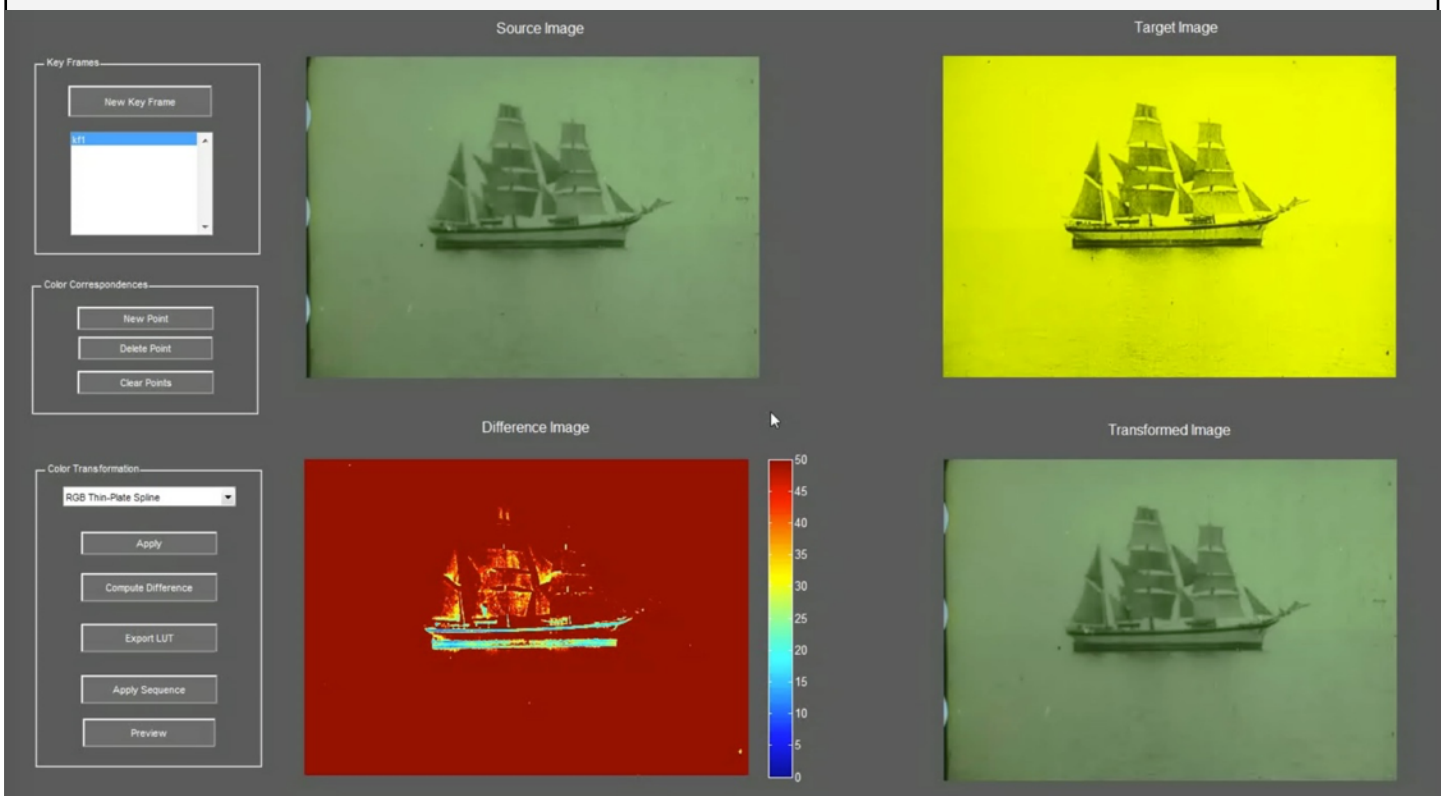 Source Image
Target Image
Key Frames
New Key Frame
kf1
Color Correspondences
New Point
Delete Point
Clear Points
Difference Image
Transformed Image
Color Transformation
RGB Thin-Plate Spline
Apply
Compute Difference
Export LUT
Apply Sequence
Preview
50
45
40
35
30
25
20
15
10
5
0